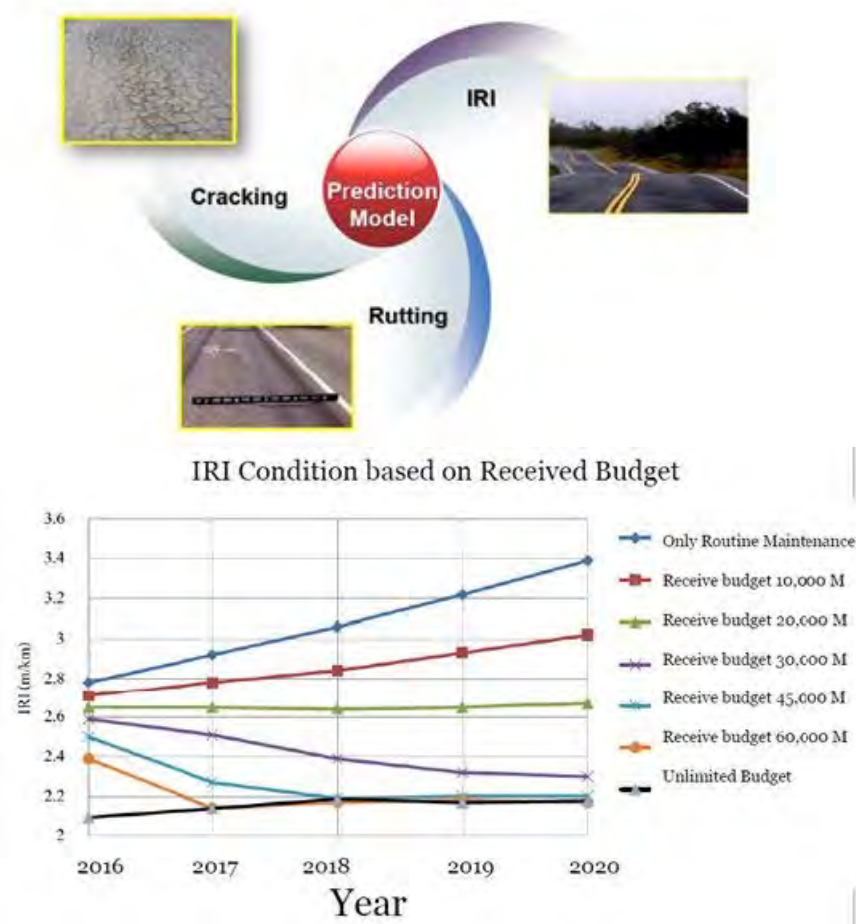 IRI
Cracking
Prediction
Model
Rutting
IRI Condition based on Received Budget
3.6
3.4
3.2
3
2.8
2.6
2.4
2.2
2
IRI (m/km)
2016 2017 2018 2019 2020
Year
Only Routine Maintenance
Receive budget 10,000 M
Receive budget 20,000 M
Receive budget 30,000 M
Receive budget 45,000 M
Receive budget 60,000 M
Unlimited Budget